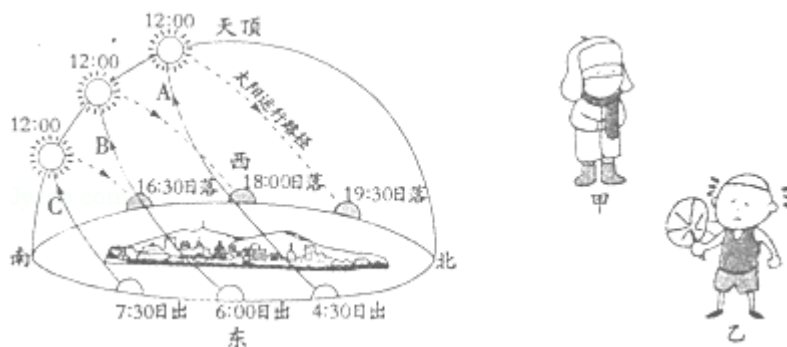 12:00
天顶
12:00
A
太阳运行路径
12:00
B
西
16:30日落
18:00日落
19:30日落
C
南
北
7:30日出
6:00日出
4:30日出
东
甲
乙